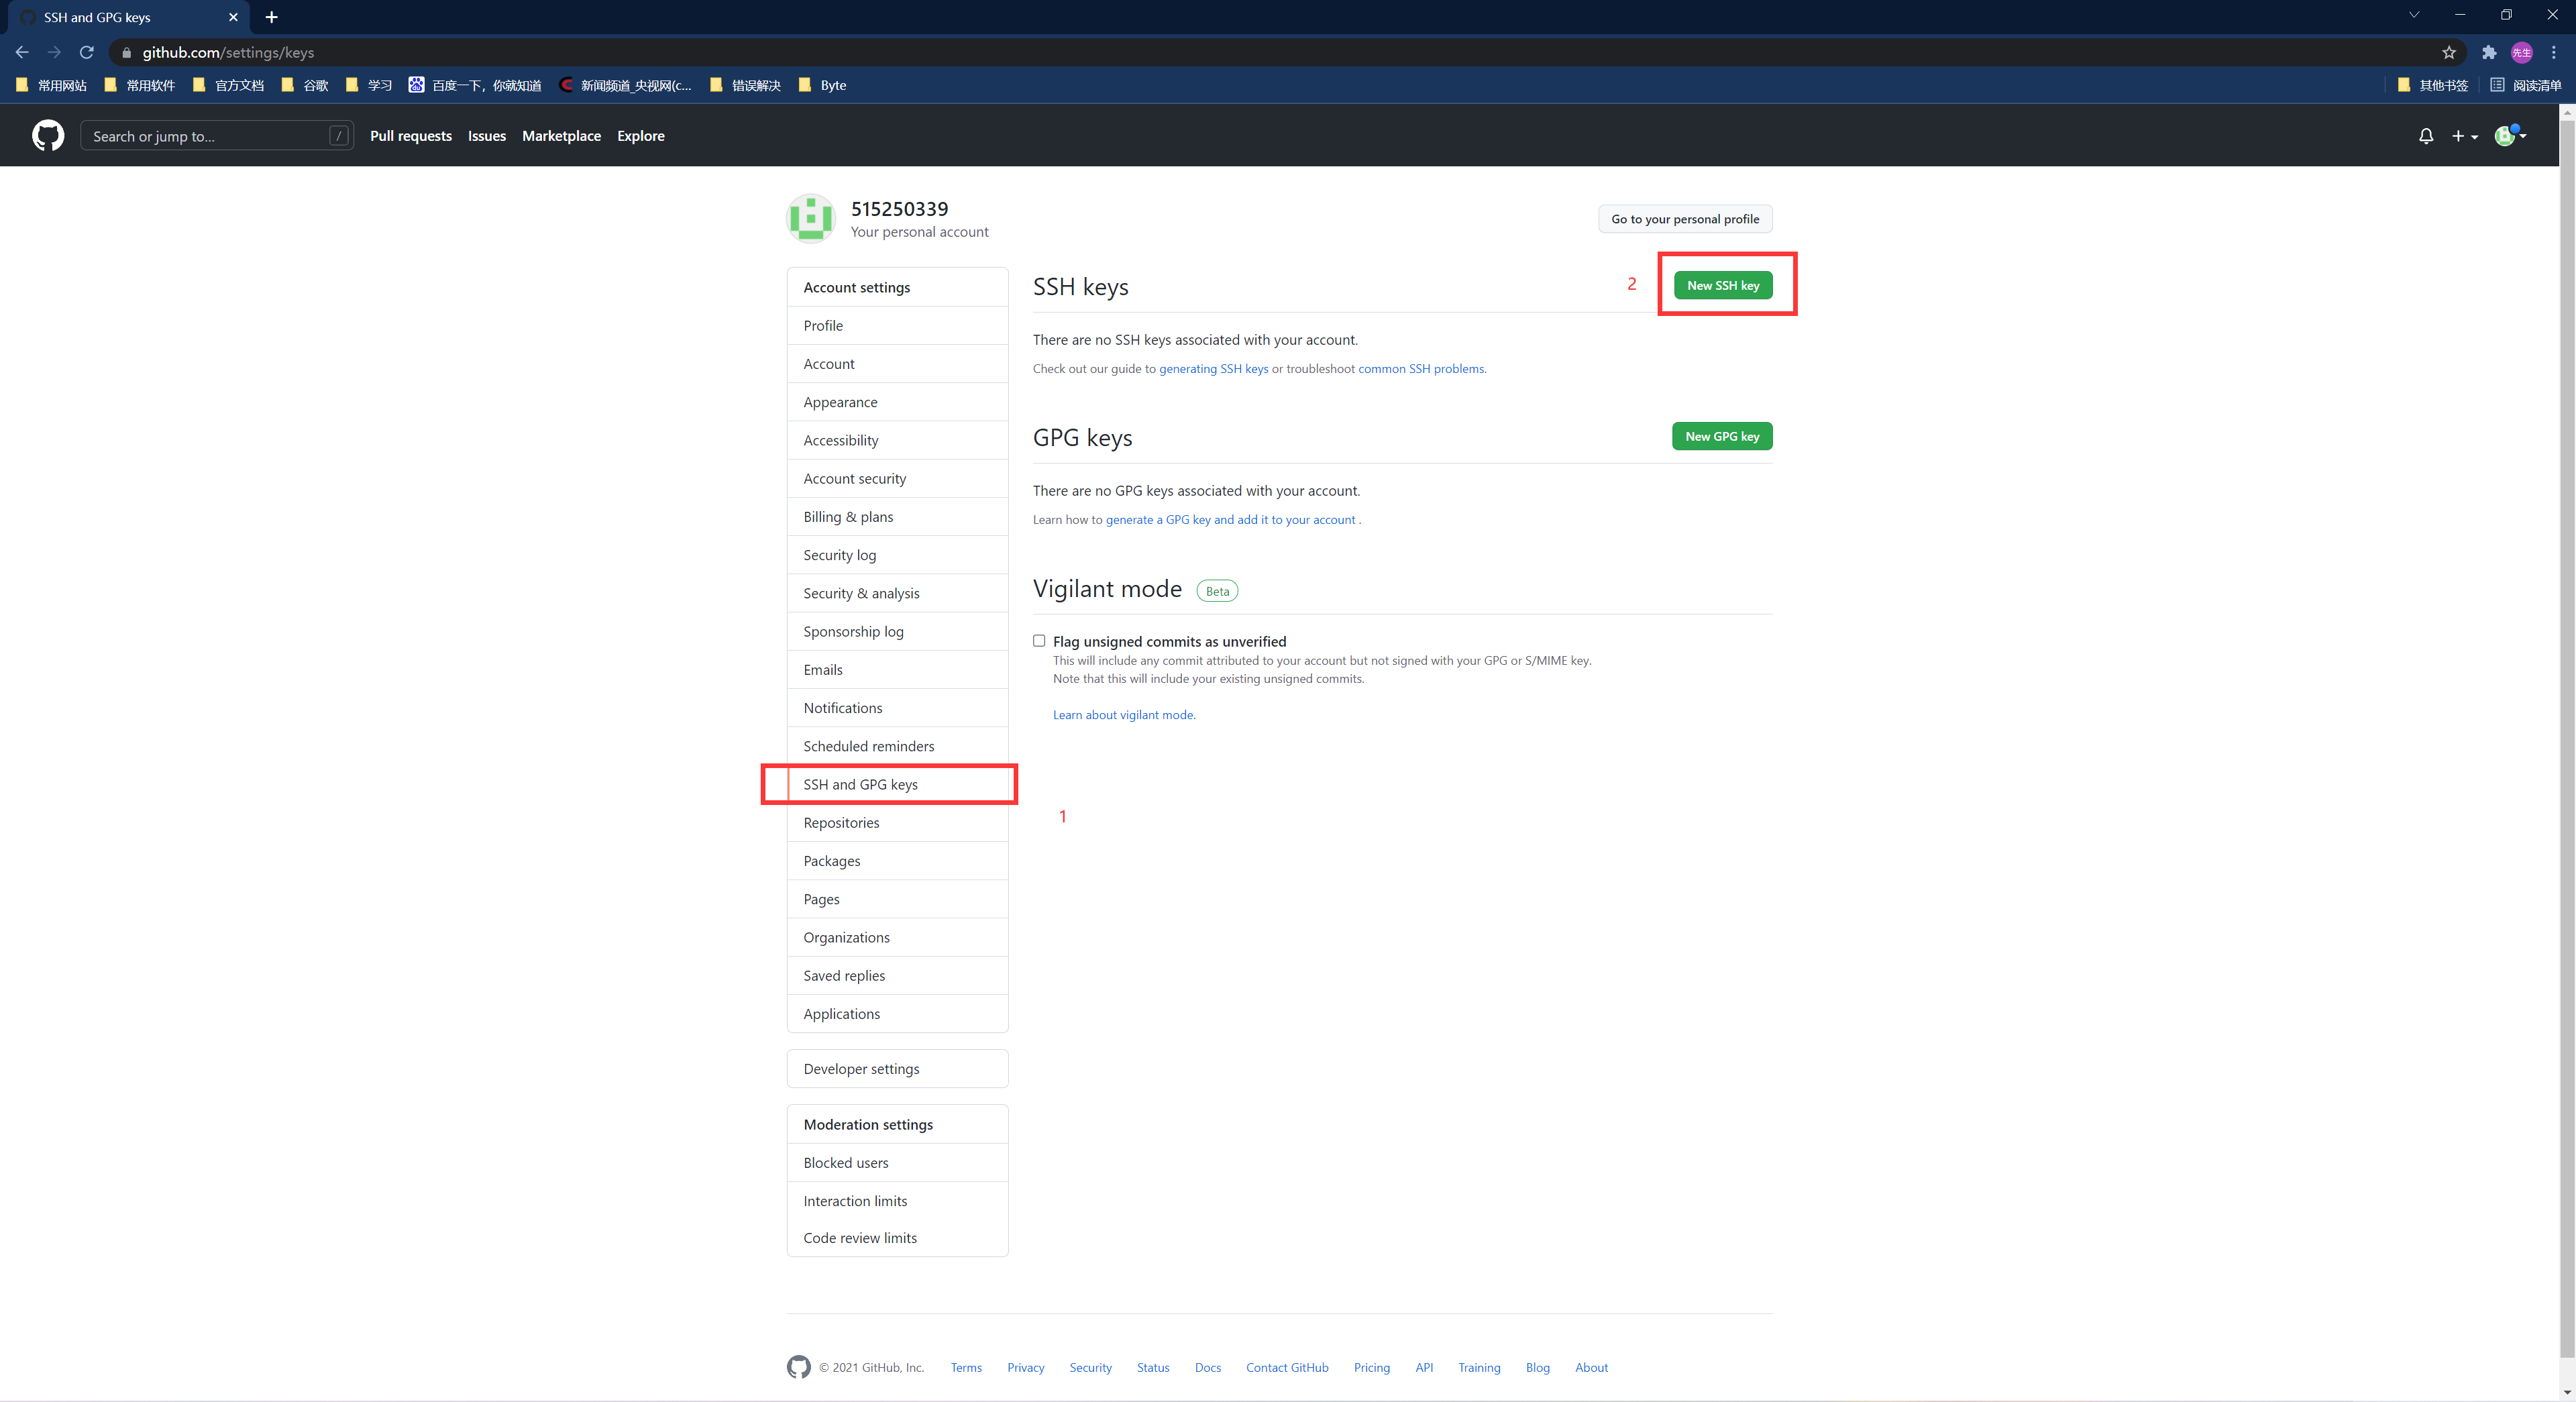 SSH and GPG keys
github.com/settings/keys
常用网站 常用软件 官方文档 谷歌 学习 百度一下，你就知道 新闻频道_央视网(c... 错误解决 Byte 其他书签 阅读清单
先生
Search or jump to... / Pull requests Issues Marketplace Explore
515250339
Your personal account
Go to your personal profile
Account settings
Profile
Account
Appearance
Accessibility
Account security
Billing & plans
Security log
Security & analysis
Sponsorship log
Emails
Notifications
Scheduled reminders
SSH and GPG keys
Repositories
Packages
Pages
Organizations
Saved replies
Applications
Developer settings
Moderation settings
Blocked users
Interaction limits
Code review limits
SSH keys
2
New SSH key
There are no SSH keys associated with your account.
Check out our guide to generating SSH keys or troubleshoot common SSH problems.
GPG keys
New GPG key
There are no GPG keys associated with your account.
Learn how to generate a GPG key and add it to your account .
Vigilant mode Beta
Flag unsigned commits as unverified
This will include any commit attributed to your account but not signed with your GPG or S/MIME key.
Note that this will include your existing unsigned commits.
Learn about vigilant mode.
1
© 2021 GitHub, Inc. Terms Privacy Security Status Docs Contact GitHub Pricing API Training Blog About